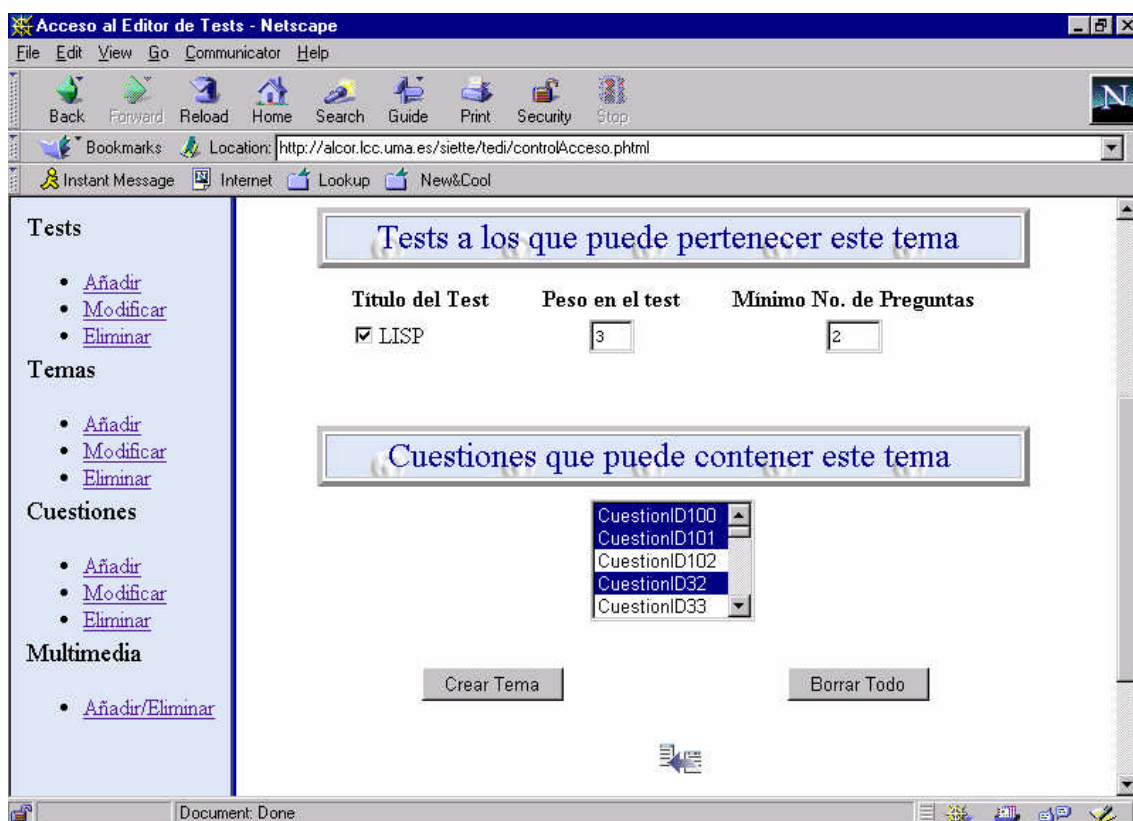 Acceso al Editor de Tests - Netscape
File Edit View Go Communicator Help
Back Forward Reload Home Search Guide Print Security Stop
N
Bookmarks Location: http://alcor.lcc.uma.es/siette/tedi/controlAcceso.phtml
Instant Message Internet Lookup New&Cool
Tests
Añadir
Modificar
Eliminar
Temas
Añadir
Modificar
Eliminar
Cuestiones
Añadir
Modificar
Eliminar
Multimedia
Añadir/Eliminar
Tests a los que puede pertenecer este tema
Título del Test Peso en el test Mínimo No. de Preguntas
LISP 3 2
Cuestiones que puede contener este tema
CuestionID100
CuestionID101
CuestionID102
CuestionID32
CuestionID33
Crear Tema Borrar Todo
Document: Done